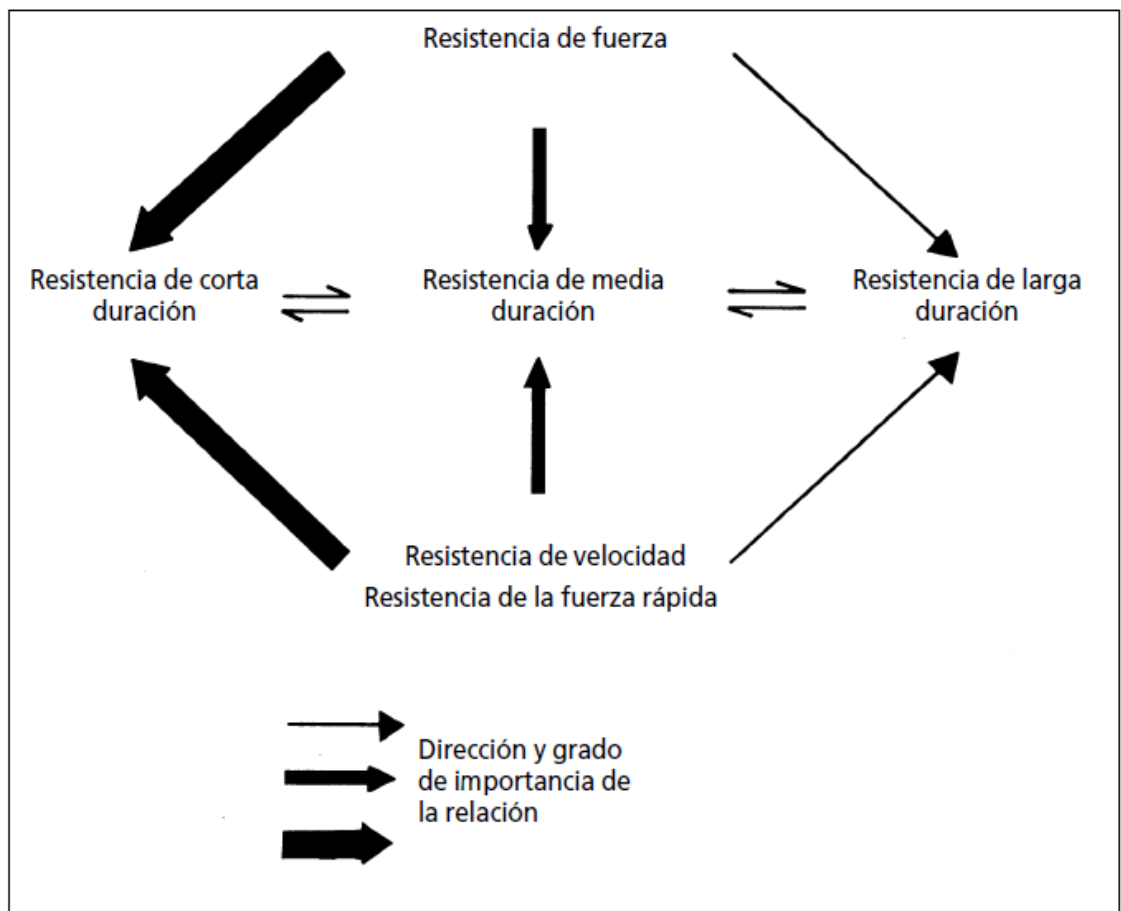 Resistencia de fuerza
Resistencia de corta
duración
Resistencia de media
duración
Resistencia de larga
duración
Resistencia de velocidad
Resistencia de la fuerza rápida
Dirección y grado
de importancia de
la relación